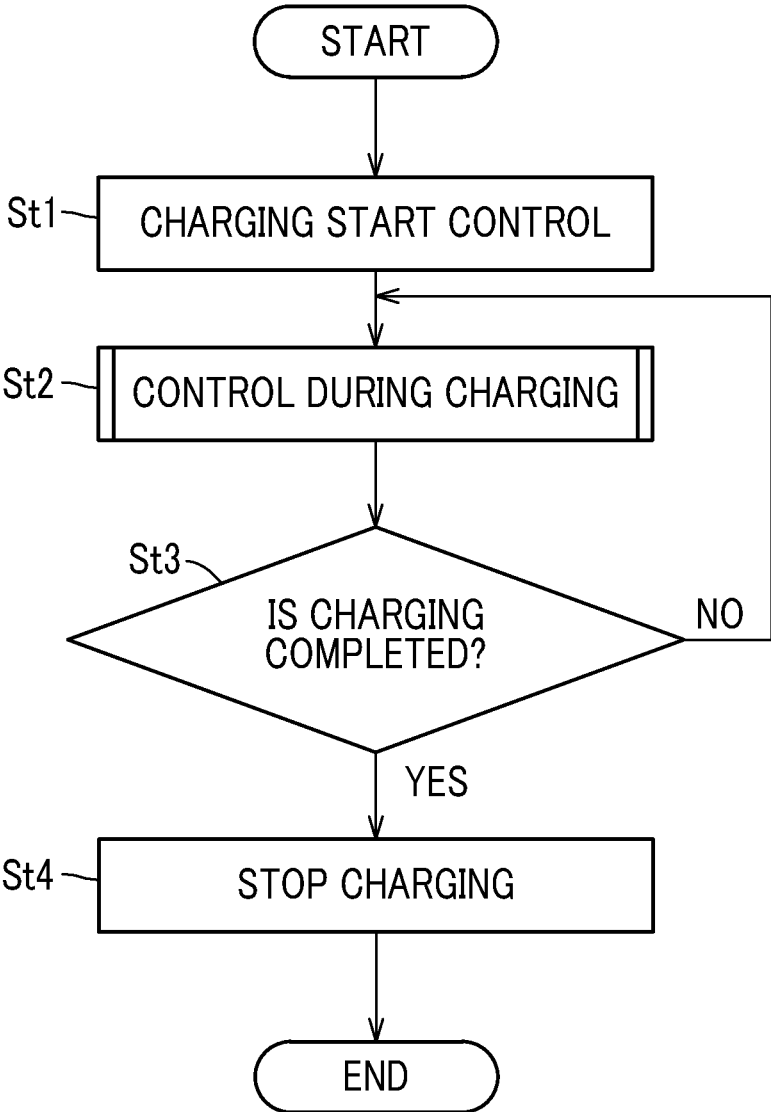 START
St1
CHARGING START CONTROL
St2
CONTROL DURING CHARGING
St3
IS CHARGING
COMPLETED?
NO
YES
St4
STOP CHARGING
END